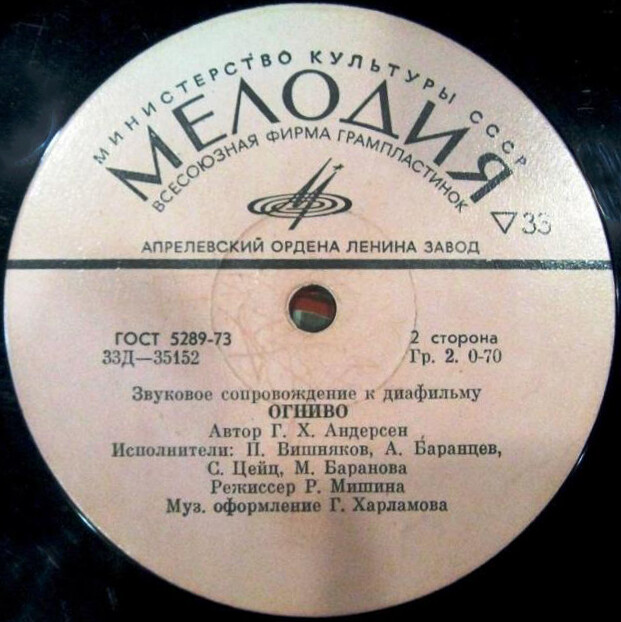 МИНИСТЕРСТВО КУЛЬТУРЫ СССР
МЕЛОДИЯ
ВСЕСОЮЗНАЯ ФИРМА ГРАМПЛАСТИНОК
33
АПРЕЛЕВСКИЙ ОРДЕНА ЛЕНИНА ЗАВОД
ГОСТ 5289-73
33Д—35152
2 сторона
Гр. 2. 0-70
Звуковое сопровождение к диафильму
ОГНИВО
Автор Г. Х. Андерсен
Исполнители: П. Вишняков, А. Баранцев,
С. Цейц, М. Баранова
Режиссер Р. Мишина
Муз. оформление Г. Харламова